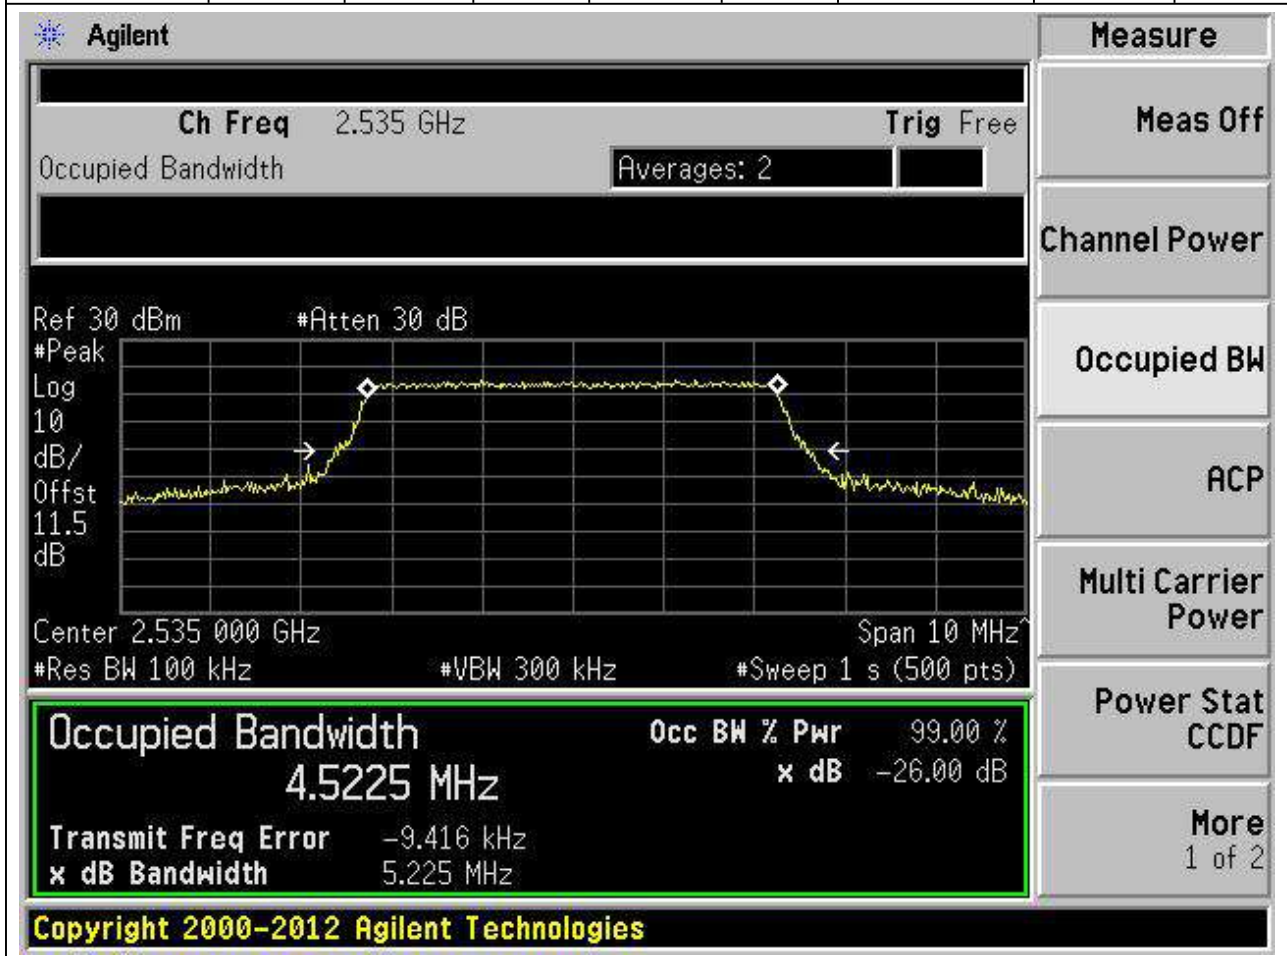 Agilent
Measure
Ch Freq 2.535 GHz Trig Free
Meas Off
Occupied Bandwidth Averages: 2
Channel Power
Ref 30 dBm #Atten 30 dB
#Peak
Log
10
dB/
Offst
11.5
dB
Occupied BW
ACP
Center 2.535 000 GHz Span 10 MHz^
#Res BW 100 kHz #VBW 300 kHz #Sweep 1 s (500 pts)
Multi Carrier
Power
Occupied Bandwidth Occ BW % Pwr 99.00 %
4.5225 MHz x dB -26.00 dB
Transmit Freq Error -9.416 kHz
x dB Bandwidth 5.225 MHz
Power Stat
CCDF
More
1 of 2
Copyright 2000-2012 Agilent Technologies